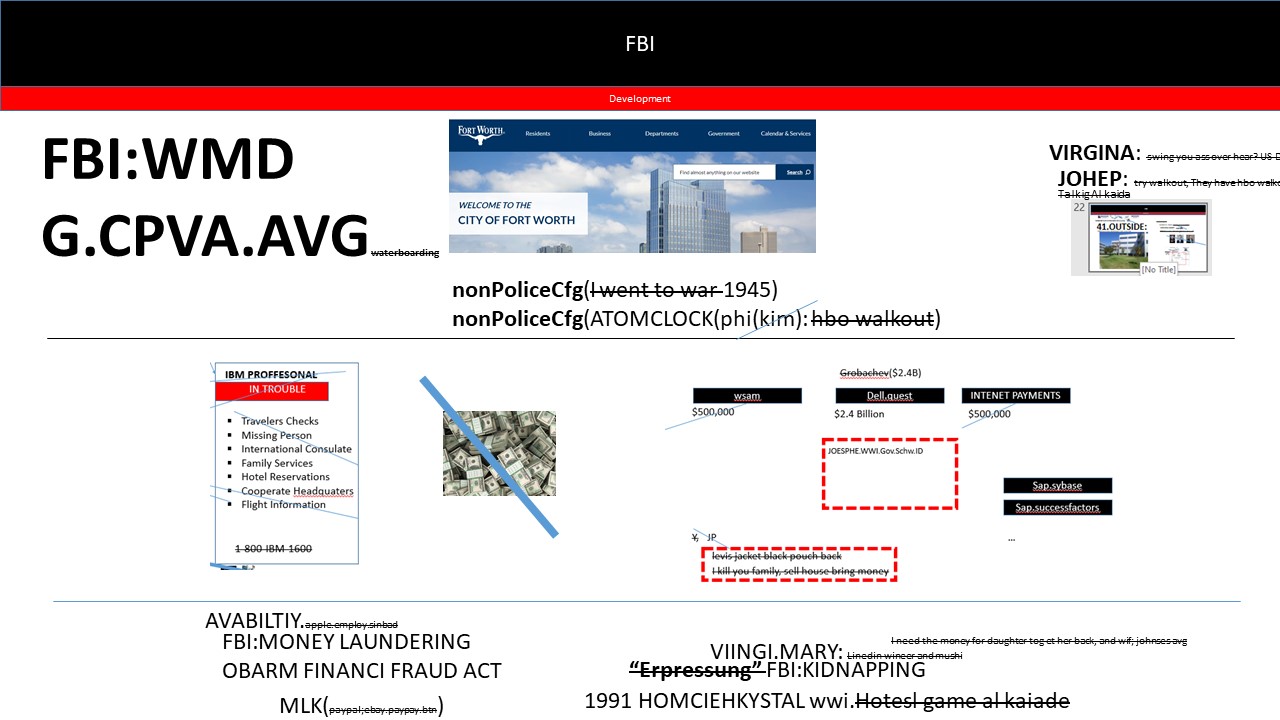 FBI
Development
FBI:WMD
G.CPVA.AVG waterboarding
FORT WORTH
Residents Business Departments Government Calendar & Services
Find almost anything on our website Search
WELCOME TO THE
CITY OF FORT WORTH
VIRGINA: swing you ass over hear? US D
JOHEP: try walkout, They have hbo walko
Talkig Al kaida
22
41.OUTSIDE:
[No Title]
nonPoliceCfg(I went to war 1945)
nonPoliceCfg(ATOMCLOCK(phi(kim): hbo walkout)
IBM PROFFESONAL
IN TROUBLE
Travelers Checks
Missing Person
International Consulate
Family Services
Hotel Reservations
Cooperate Headquaters
Flight Information
1-800-IBM-1600
Grobachev($2.4B)
wsam Dell.quest INTENET PAYMENTS
$500,000 $2.4 Billion $500,000
JOESPHE.WWI.Gov.Schw.ID
Sap.sybase
Sap.successfactors
¥, JP ...
levis jacket black pouch back
I kill you family, sell house bring money
AVABILTIY.apple.employ.sinbad
FBI:MONEY LAUNDERING
OBARM FINANCI FRAUD ACT
MLK(paypal;ebay.paypay.btn)
I need the money for daughter tog et her back, and wif; johnses avg
VIINGI.MARY: Linedin wineer and mushi
“Erpressung” FBI:KIDNAPPING
1991 HOMCIEHKYSTAL wwi.Hotesl game al kaiade